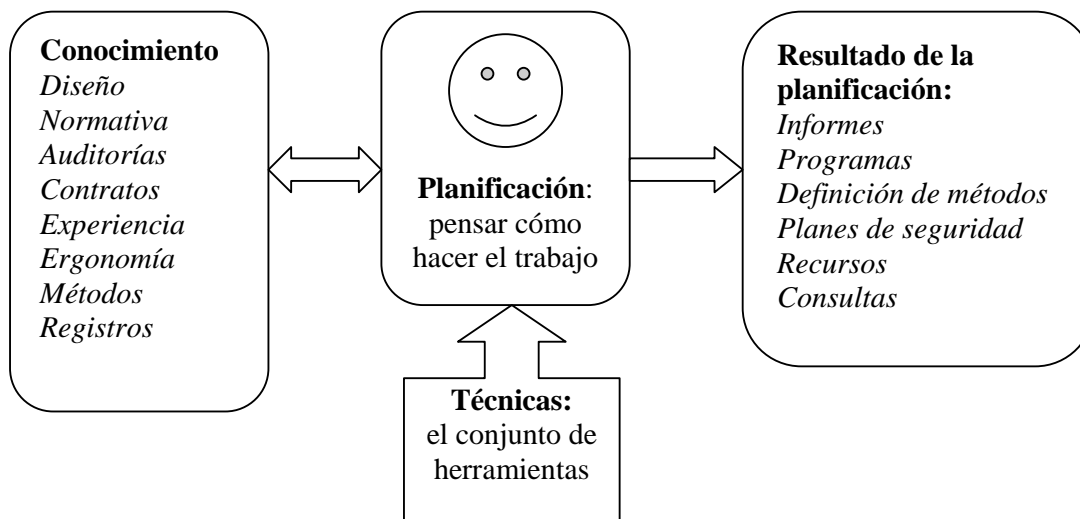 Conocimiento
Diseño
Normativa
Auditorías
Contratos
Experiencia
Ergonomía
Métodos
Registros
Planificación:
pensar cómo
hacer el trabajo
Resultado de la
planificación:
Informes
Programas
Definición de métodos
Planes de seguridad
Recursos
Consultas
Técnicas:
el conjunto de
herramientas